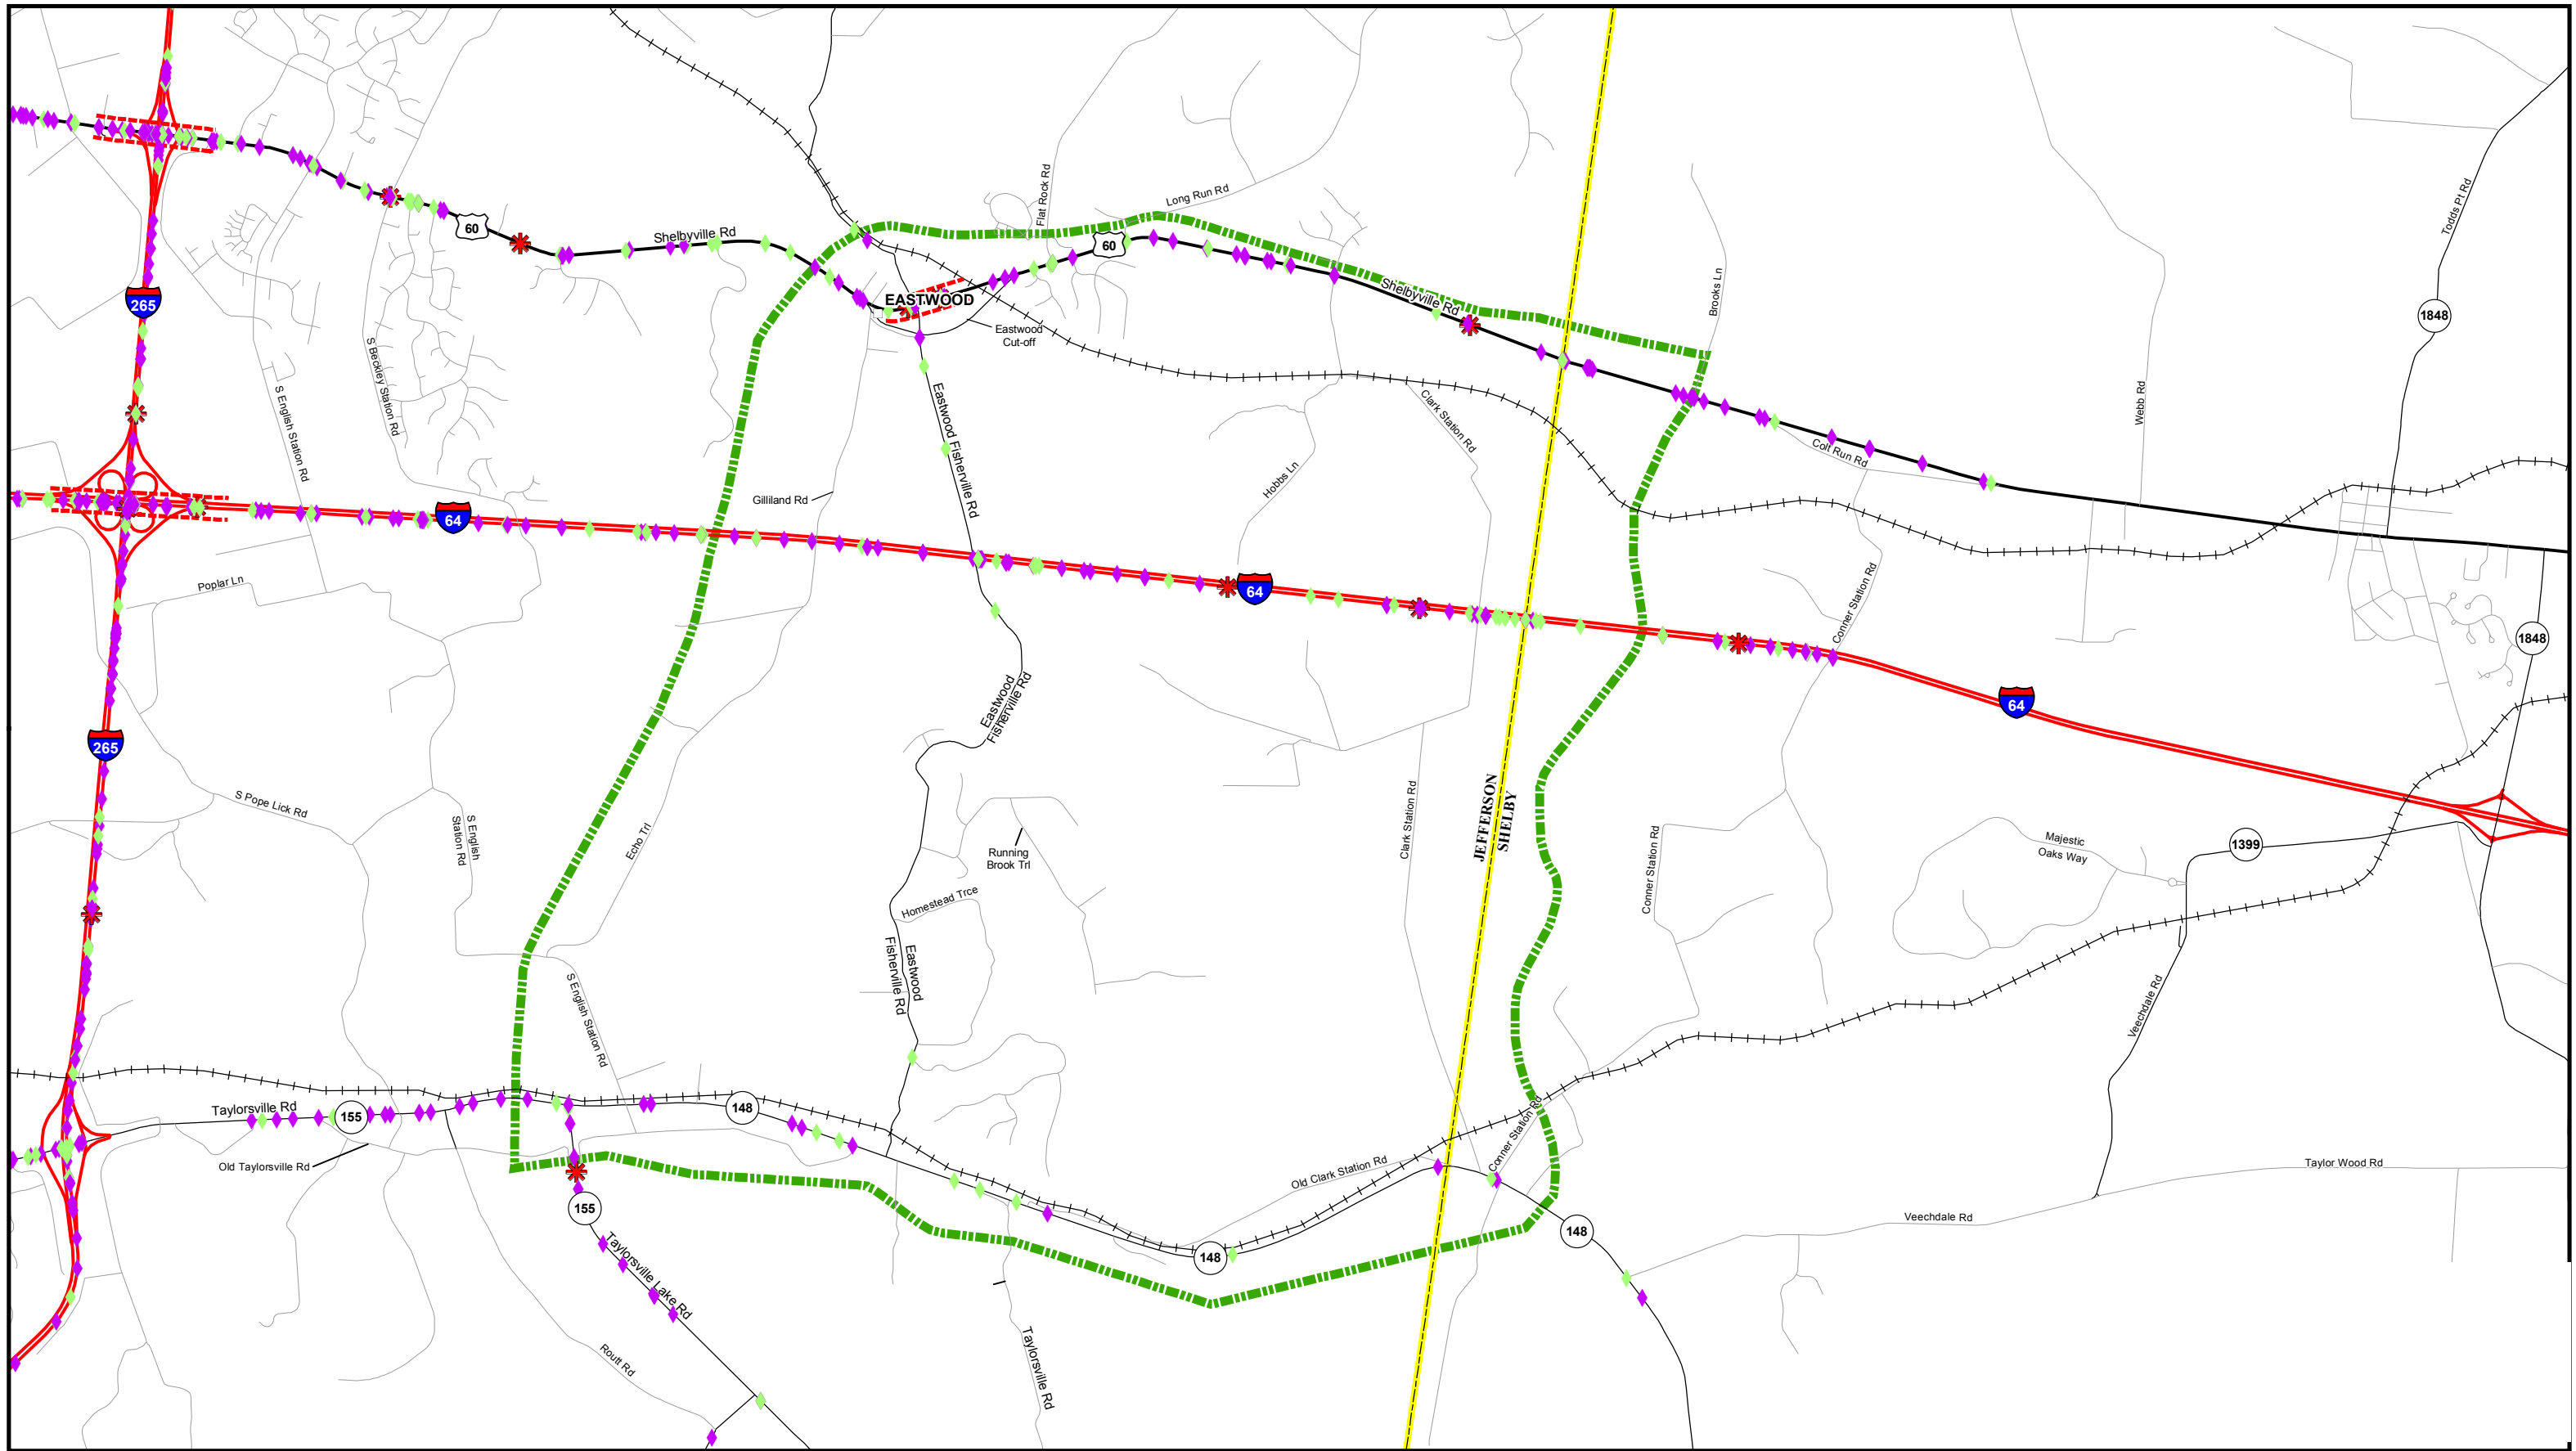 60
Shelbyville Rd
Flat Rock Rd
Long Run Rd
60
Todds Pt Rd
265
EASTWOOD
Eastwood
Cut-off
Shelbyville Rd
Brooks Ln
1848
S Beckley Station Rd
S English Station Rd
Eastwood Fisherville Rd
Clark Station Rd
Webb Rd
Colt Run Rd
Hobbs Ln
Gilliland Rd
64
64
Poplar Ln
Conner Station Rd
1848
Eastwood
Fisherville Rd
64
265
S Pope Lick Rd
S English
Station Rd
Echo Trl
Running
Brook Trl
Clark Station Rd
JEFFERSON
SHELBY
Conner Station Rd
Majestic
Oaks Way
1399
Homestead Trce
Eastwood
Fisherville Rd
S English Station Rd
Veechdale Rd
Taylorsville Rd
155
148
Old Taylorsville Rd
Old Clark Station Rd
Conner Station Rd
Taylor Wood Rd
155
Veechdale Rd
148
148
Taylorsville Lake Rd
Routt Rd
Taylorsville Rd